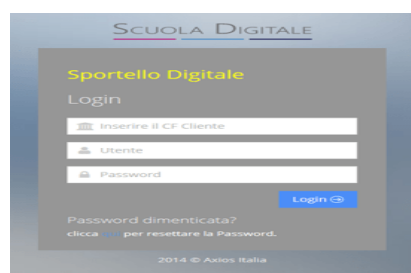 SCUOLA DIGITALE
Sportello Digitale
Login
Inserire il CF Cliente
Utente
Password
Login
Password dimenticata?
clicca qui per resettare la Password.
2014 © Axios Italia